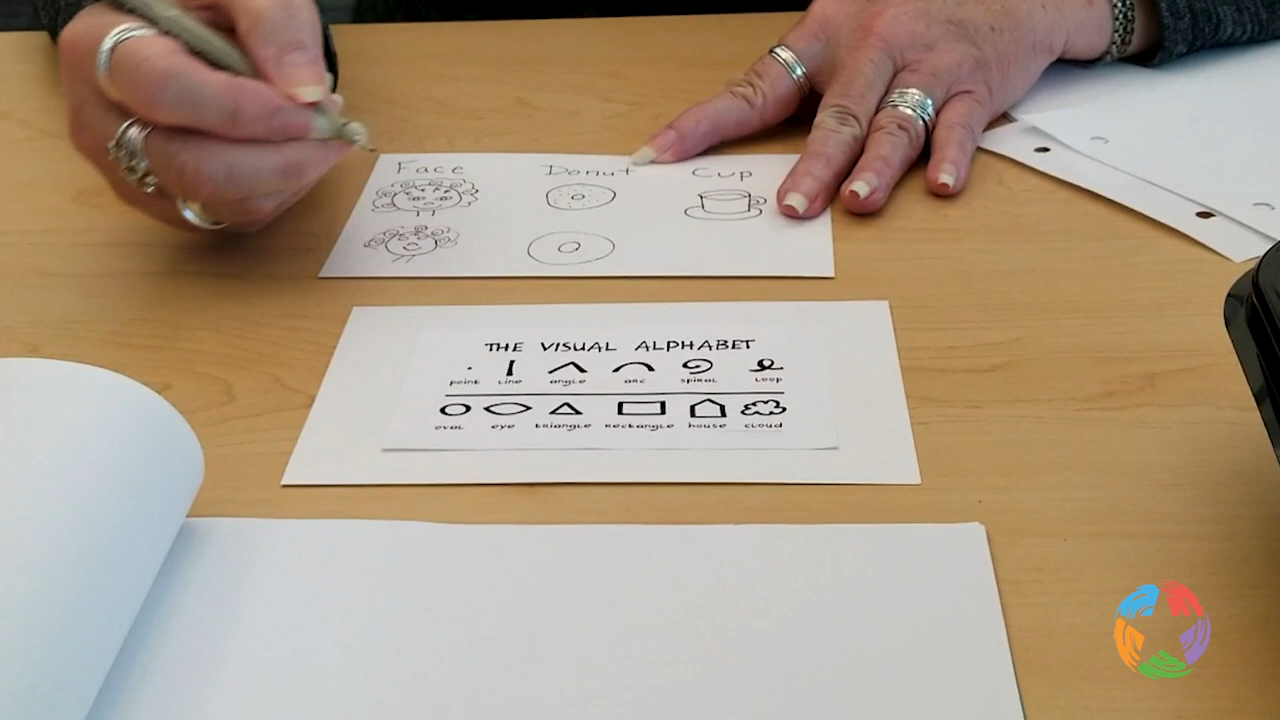 Face Donut Cup
THE VISUAL ALPHABET
point line angle arc spiral loop
oval eye triangle rectangle house cloud